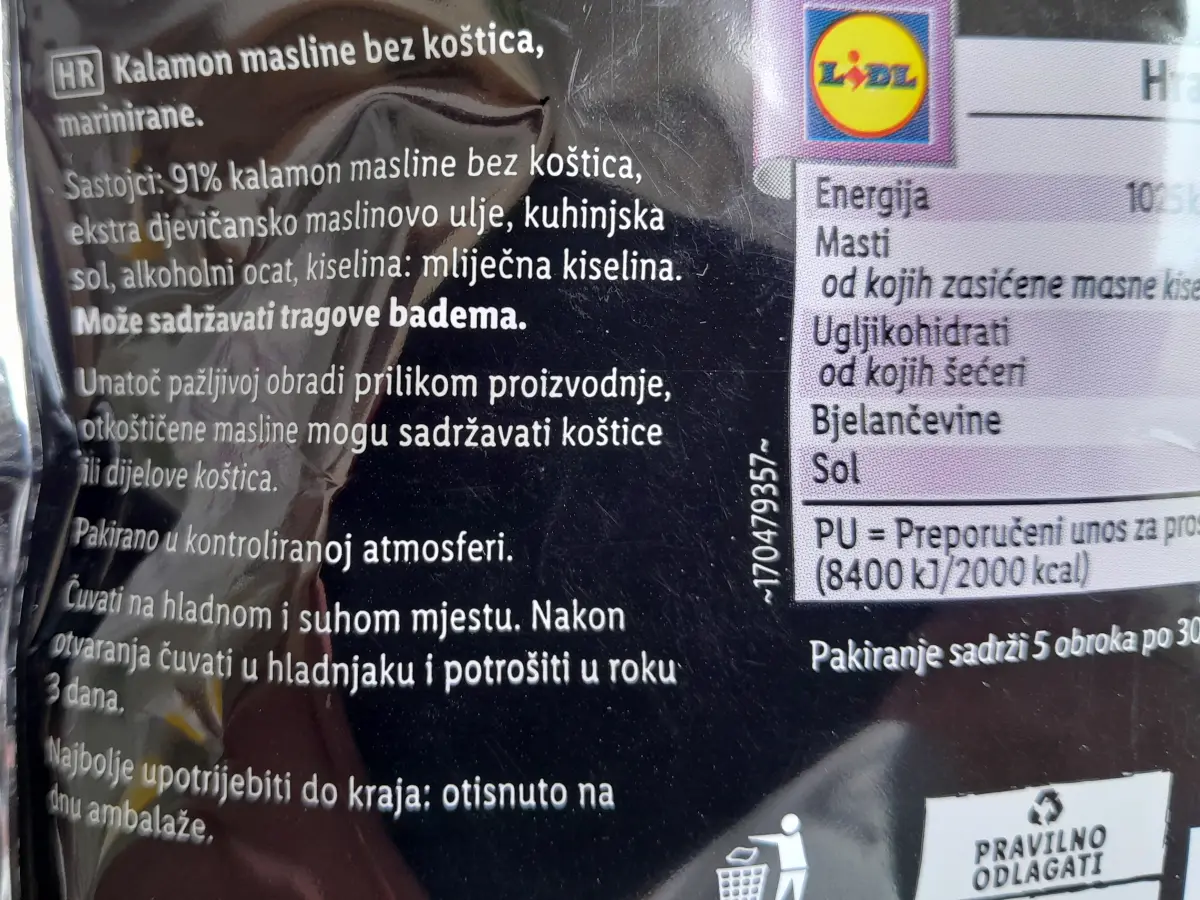 HR Kalamon masline bez koštica,
marinirane.
Sastojci: 91% kalamon masline bez koštica,
ekstra djevičansko maslinovo ulje, kuhinjska
sol, alkoholni ocat, kiselina: mliječna kiselina.
Može sadržavati tragove badema.
Unatoč pažljivoj obradi prilikom proizvodnje,
otkoštičene masline mogu sadržavati koštice
ili dijelove koštica.
Pakirano u kontroliranoj atmosferi.
Čuvati na hladnom i suhom mjestu. Nakon
otvaranja čuvati u hladnjaku i potrošiti u roku
3 dana.
Najbolje upotrijebiti do kraja: otisnuto na
dnu ambalaže.
~170479357~
LIDL
Energija
Masti
od kojih zasićene masne
Ugljikohidrati
od kojih šećeri
Bjelančevine
Sol
PU = Preporučeni unos za
(8400 kJ/2000 kcal)
Pakiranje sadrži 5 obroka po 30
PRAVILNO
ODLAGATI